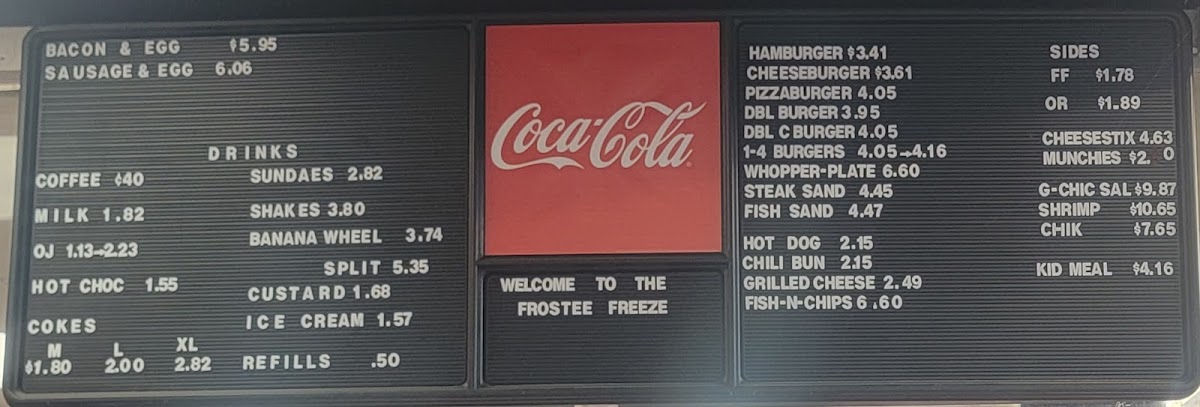 BACON & EGG $5.95
SAUSAGE & EGG 6.06
DRINKS
COFFEE ¢40
MILK 1.82
OJ 1.13→2.23
HOT CHOC 1.55
COKES
M L XL
$1.80 2.00 2.82
SUNDAES 2.82
SHAKES 3.80
BANANA WHEEL 3.74
SPLIT 5.35
CUSTARD 1.68
ICE CREAM 1.57
REFILLS .50
Coca-Cola
WELCOME TO THE
FROSTEE FREEZE
HAMBURGER $3.41
CHEESEBURGER $3.61
PIZZABURGER 4.05
DBL BURGER 3.95
DBL C BURGER 4.05
1-4 BURGERS 4.05→4.16
WHOPPER-PLATE 6.60
STEAK SAND 4.45
FISH SAND 4.47
HOT DOG 2.15
CHILI BUN 2.15
GRILLED CHEESE 2.49
FISH-N-CHIPS 6.60
SIDES
FF $1.78
OR $1.89
CHEESESTIX 4.63
MUNCHIES $2. 0
G-CHIC SAL $9.87
SHRIMP $10.65
CHIK $7.65
KID MEAL $4.16